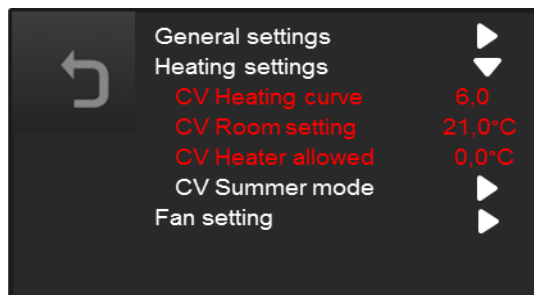 General settings
Heating settings
CV Heating curve 6,0
CV Room setting 21,0°C
CV Heater allowed 0,0°C
CV Summer mode
Fan setting